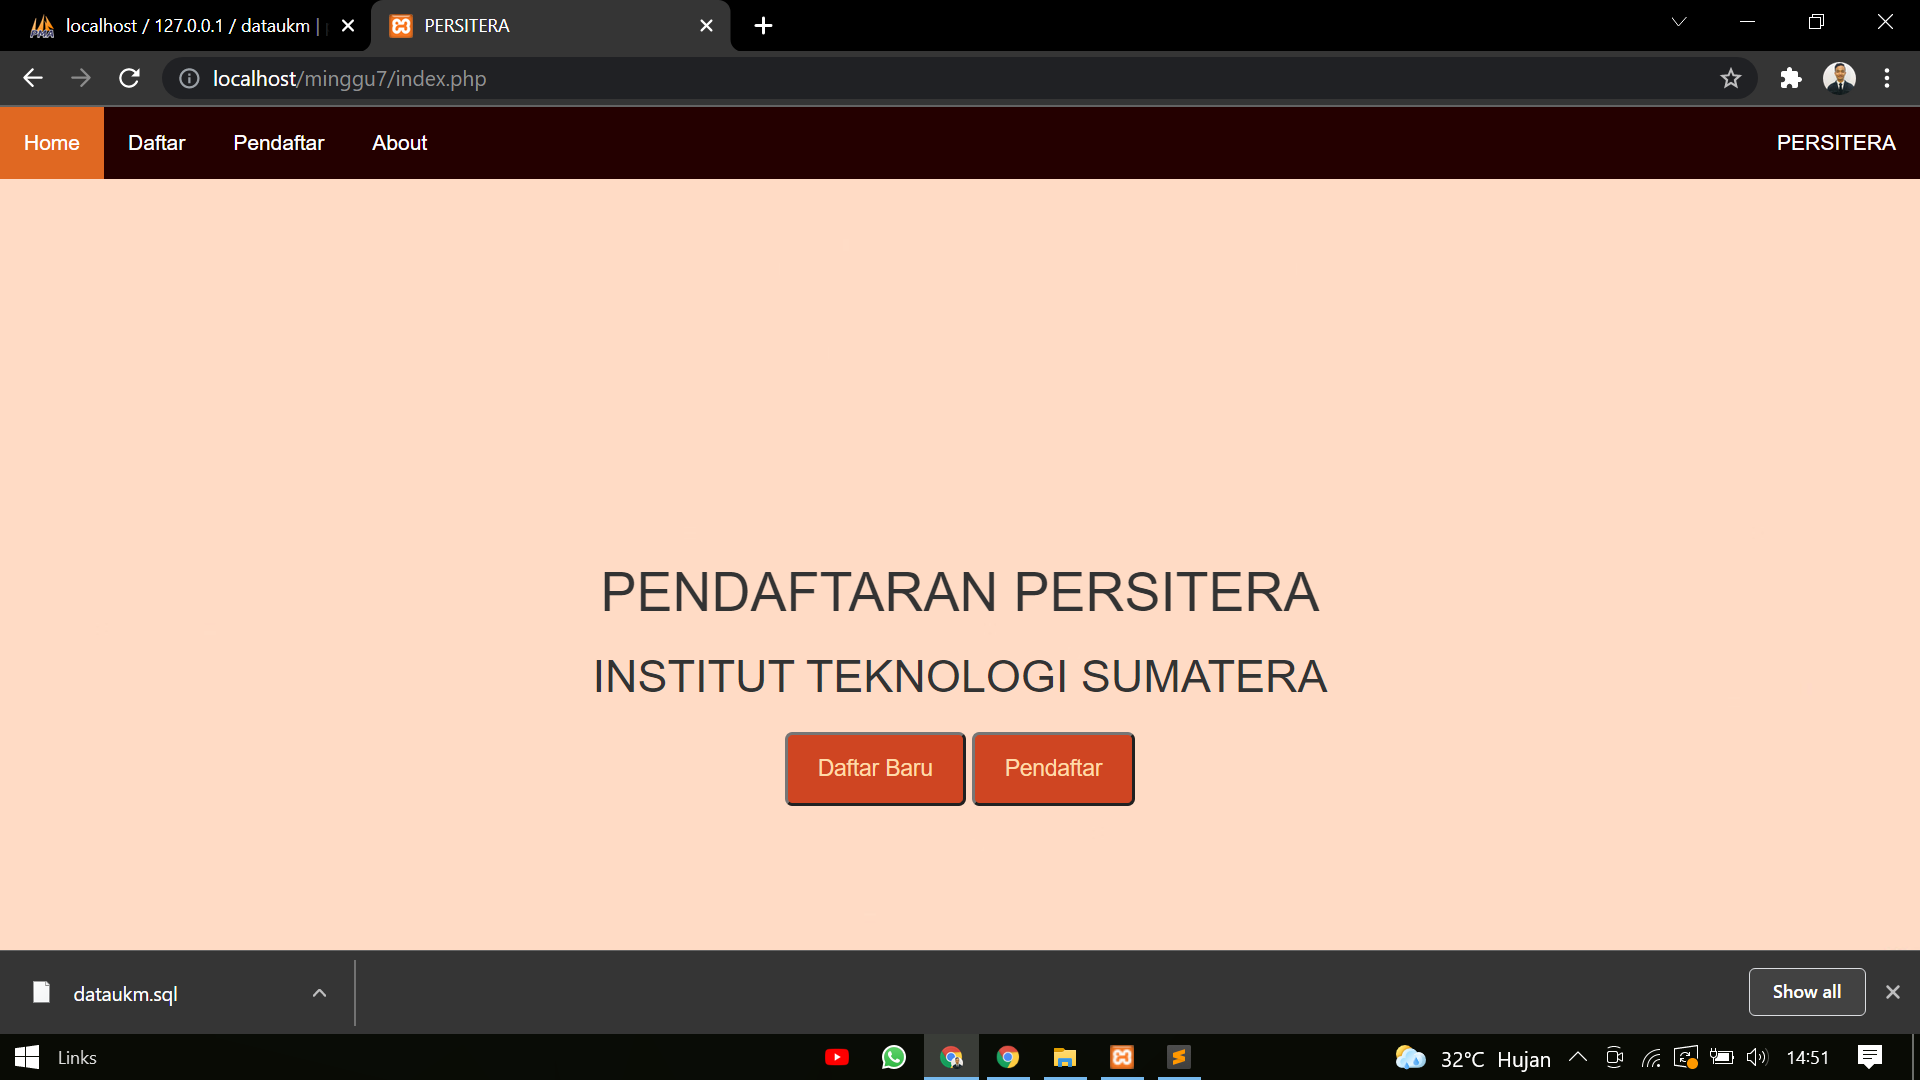 localhost / 127.0.0.1 / dataukm |
PERSITERA
localhost/minggu7/index.php
Home
Daftar
Pendaftar
About
PERSITERA
PENDAFTARAN PERSITERA
INSTITUT TEKNOLOGI SUMATERA
Daftar Baru
Pendaftar
dataukm.sql
Show all
Links
32°C Hujan
14:51